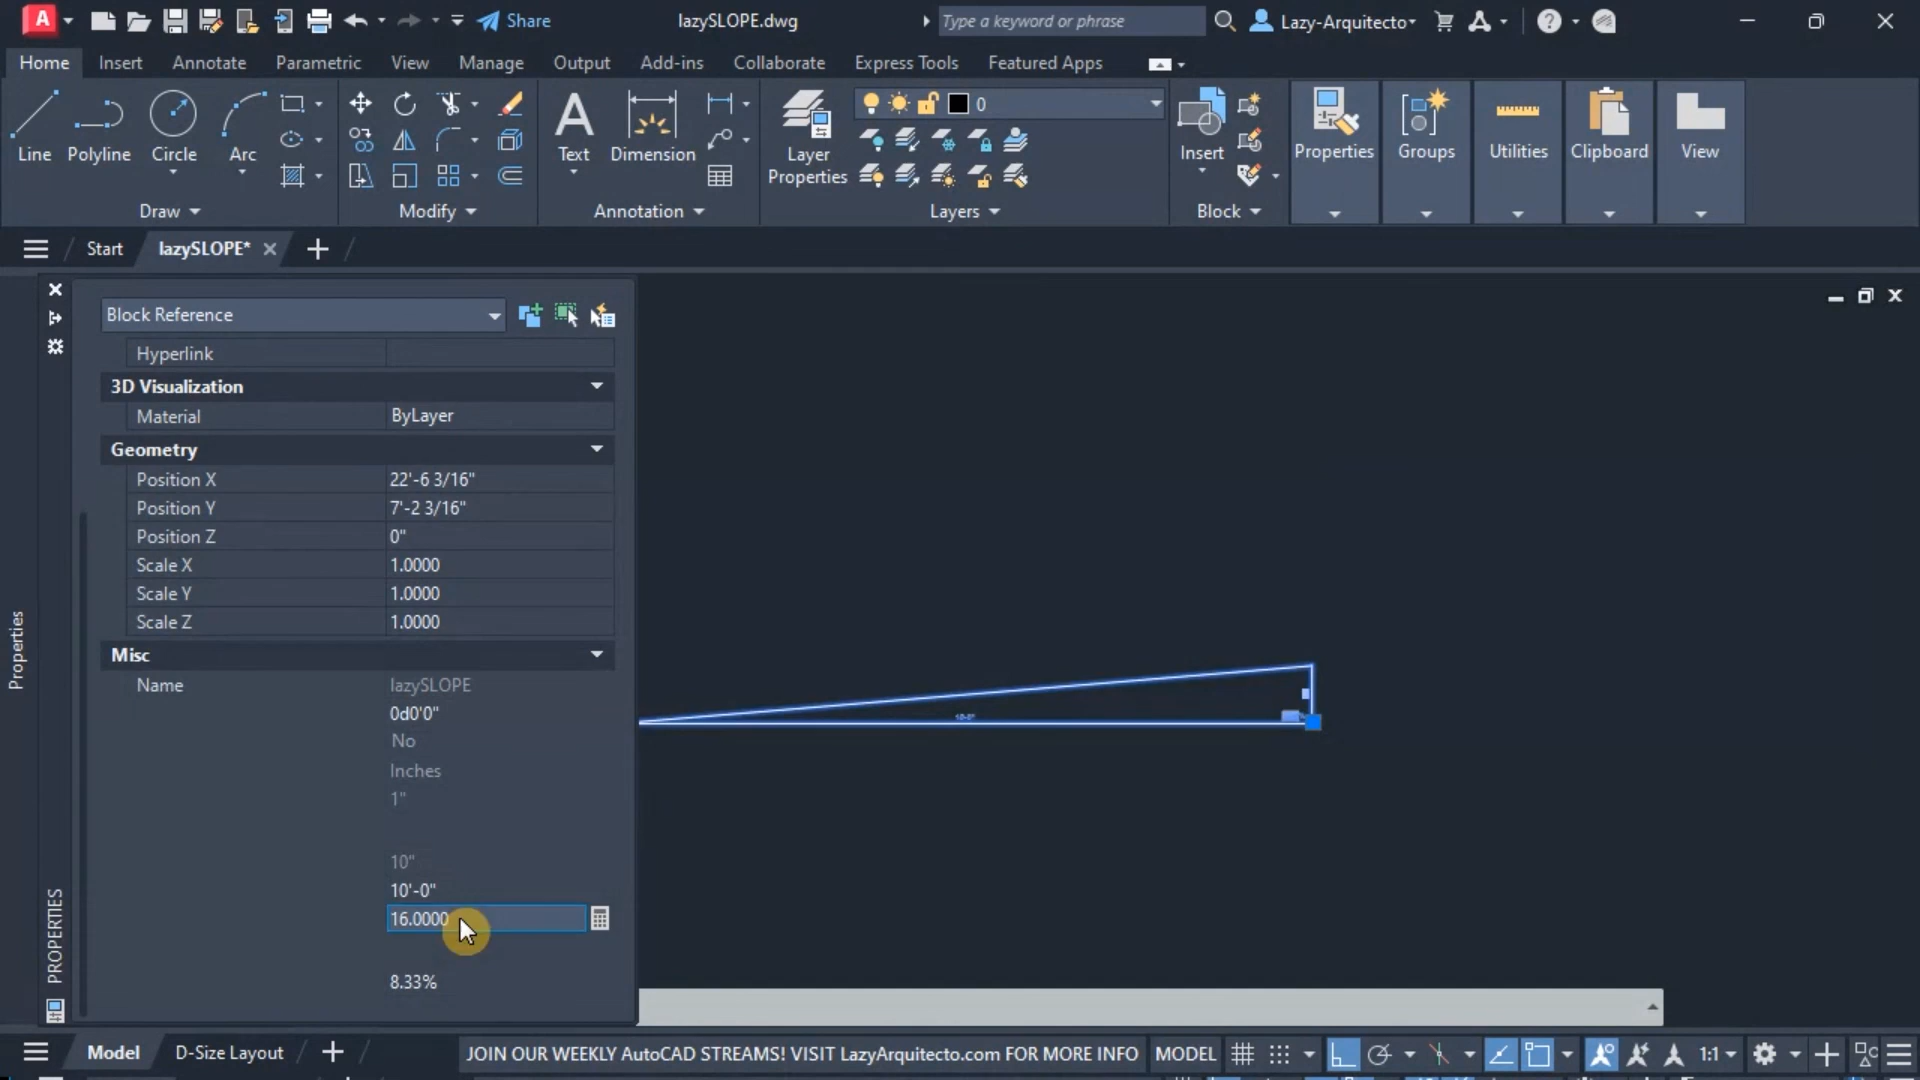 Share
lazySLOPE.dwg
Type a keyword or phrase
Lazy-Arquitecto
Home
Insert
Annotate
Parametric
View
Manage
Output
Add-ins
Collaborate
Express Tools
Featured Apps
Line
Polyline
Circle
Arc
Text
Dimension
Layer
Properties
0
Insert
Properties
Groups
Utilities
Clipboard
View
Draw
Modify
Annotation
Layers
Block
Start
lazySLOPE*
Block Reference
Hyperlink
3D Visualization
Material ByLayer
Geometry
Position X 22'-6 3/16"
Position Y 7'-2 3/16"
Position Z 0"
Scale X 1.0000
Scale Y 1.0000
Scale Z 1.0000
Misc
Name lazySLOPE
0d0'0"
No
Inches
1"
10"
10'-0"
16.0000
8.33%
Properties
PROPERTIES
10'-0"
Model
D-Size Layout
JOIN OUR WEEKLY AutoCAD STREAMS! VISIT LazyArquitecto.com FOR MORE INFO
MODEL
1:1